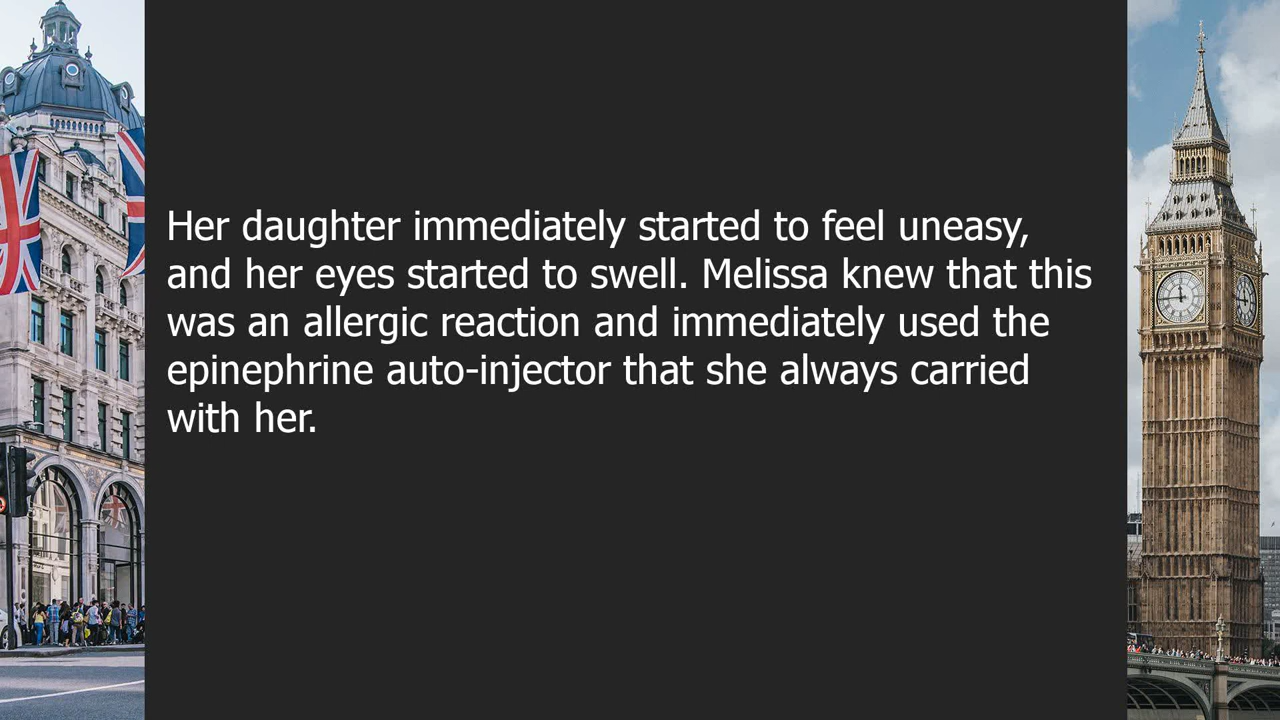 Her daughter immediately started to feel uneasy,
and her eyes started to swell. Melissa knew that this
was an allergic reaction and immediately used the
epinephrine auto-injector that she always carried
with her.